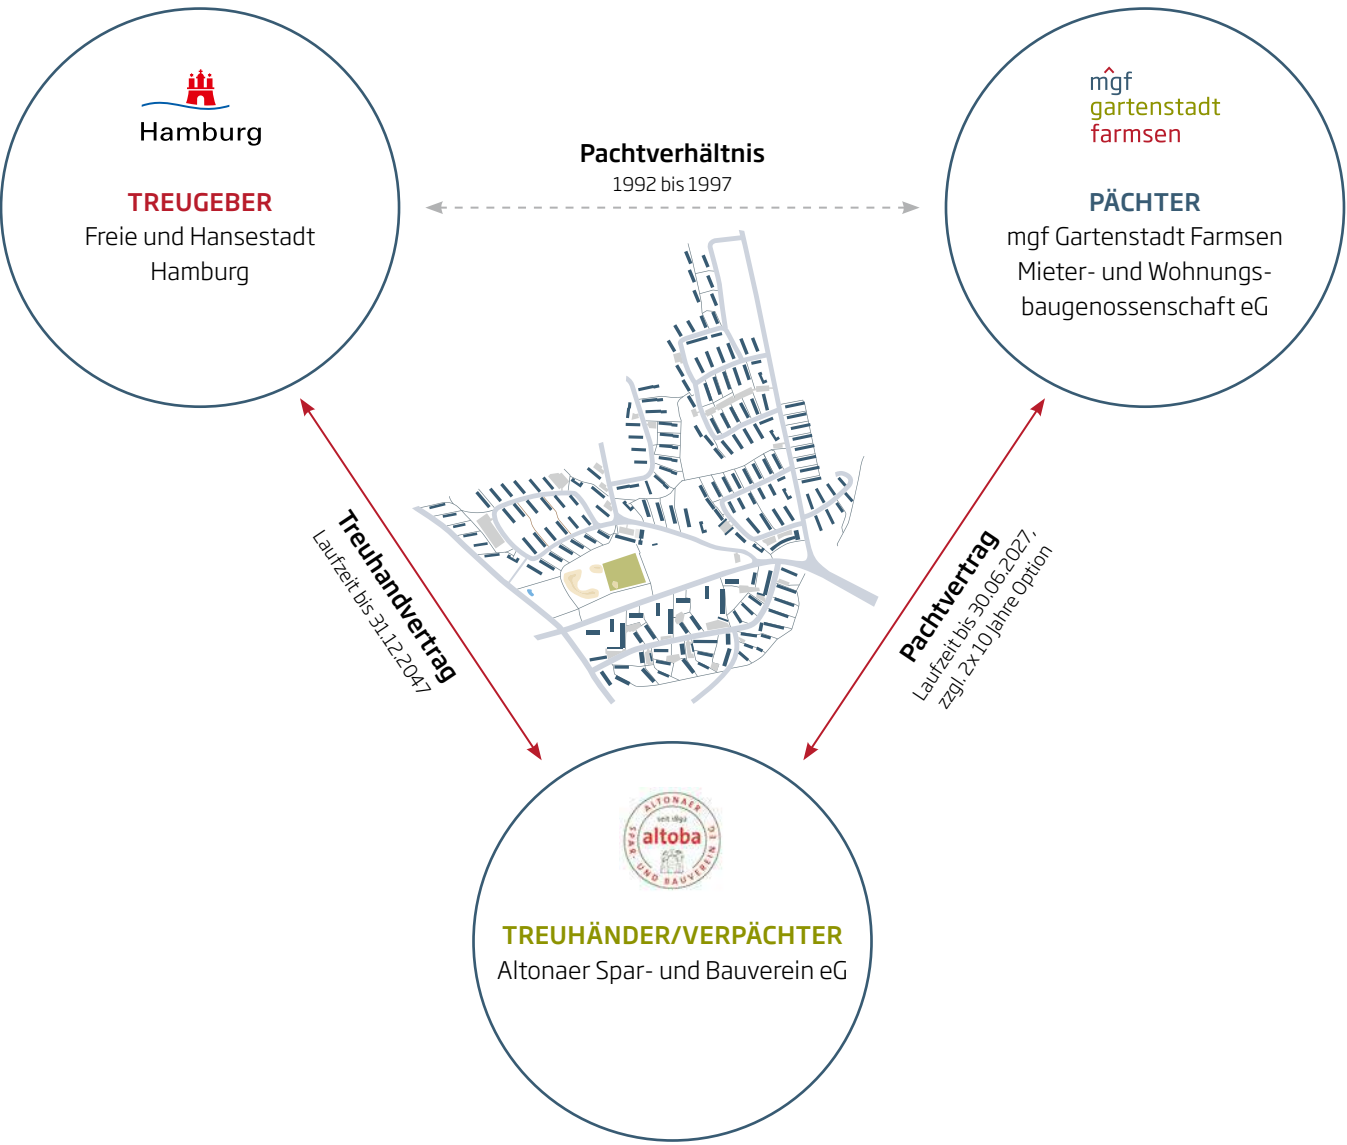 Hamburg
TREUGEBER
Freie und Hansestadt
Hamburg
Pachtverhältnis
1992 bis 1997
mgf
gartenstadt
farmsen
PÄCHTER
mgf Gartenstadt Farmsen
Mieter- und Wohnungs-
baugenossenschaft eG
Treuhandvertrag
Laufzeit bis 31.12.2047
Pachtvertrag
Laufzeit bis 30.06.2027,
zzgl. 2x 10 Jahre Option
ALTONAER
SPAR- UND BAUVEREIN EG
seit 1892
altoba
TREUHÄNDER/VERPÄCHTER
Altonaer Spar- und Bauverein eG